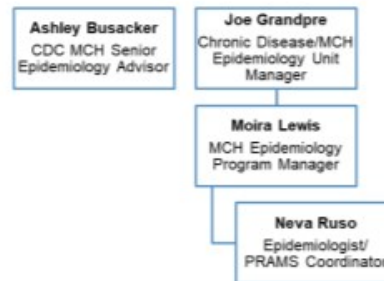 Ashley Busacker
CDC MCH Senior
Epidemiology Advisor
Joe Grandpre
Chronic Disease/MCH
Epidemiology Unit
Manager
Moira Lewis
MCH Epidemiology
Program Manager
Neva Ruso
Epidemiologist/
PRAMS Coordinator